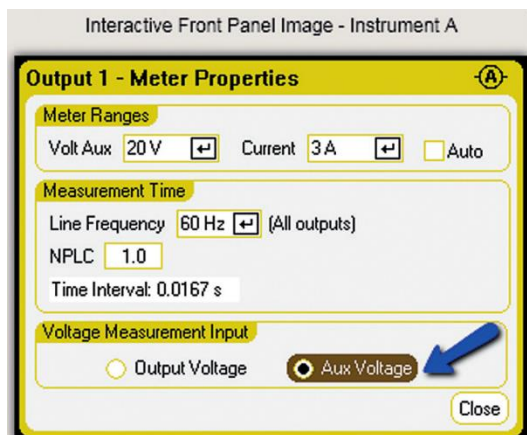 Interactive Front Panel Image - Instrument A
Output 1 - Meter Properties A
Meter Ranges
Volt Aux 20 V Current 3 A Auto
Measurement Time
Line Frequency 60 Hz (All outputs)
NPLC 1.0
Time Interval: 0.0167 s
Voltage Measurement Input
Output Voltage Aux Voltage
Close